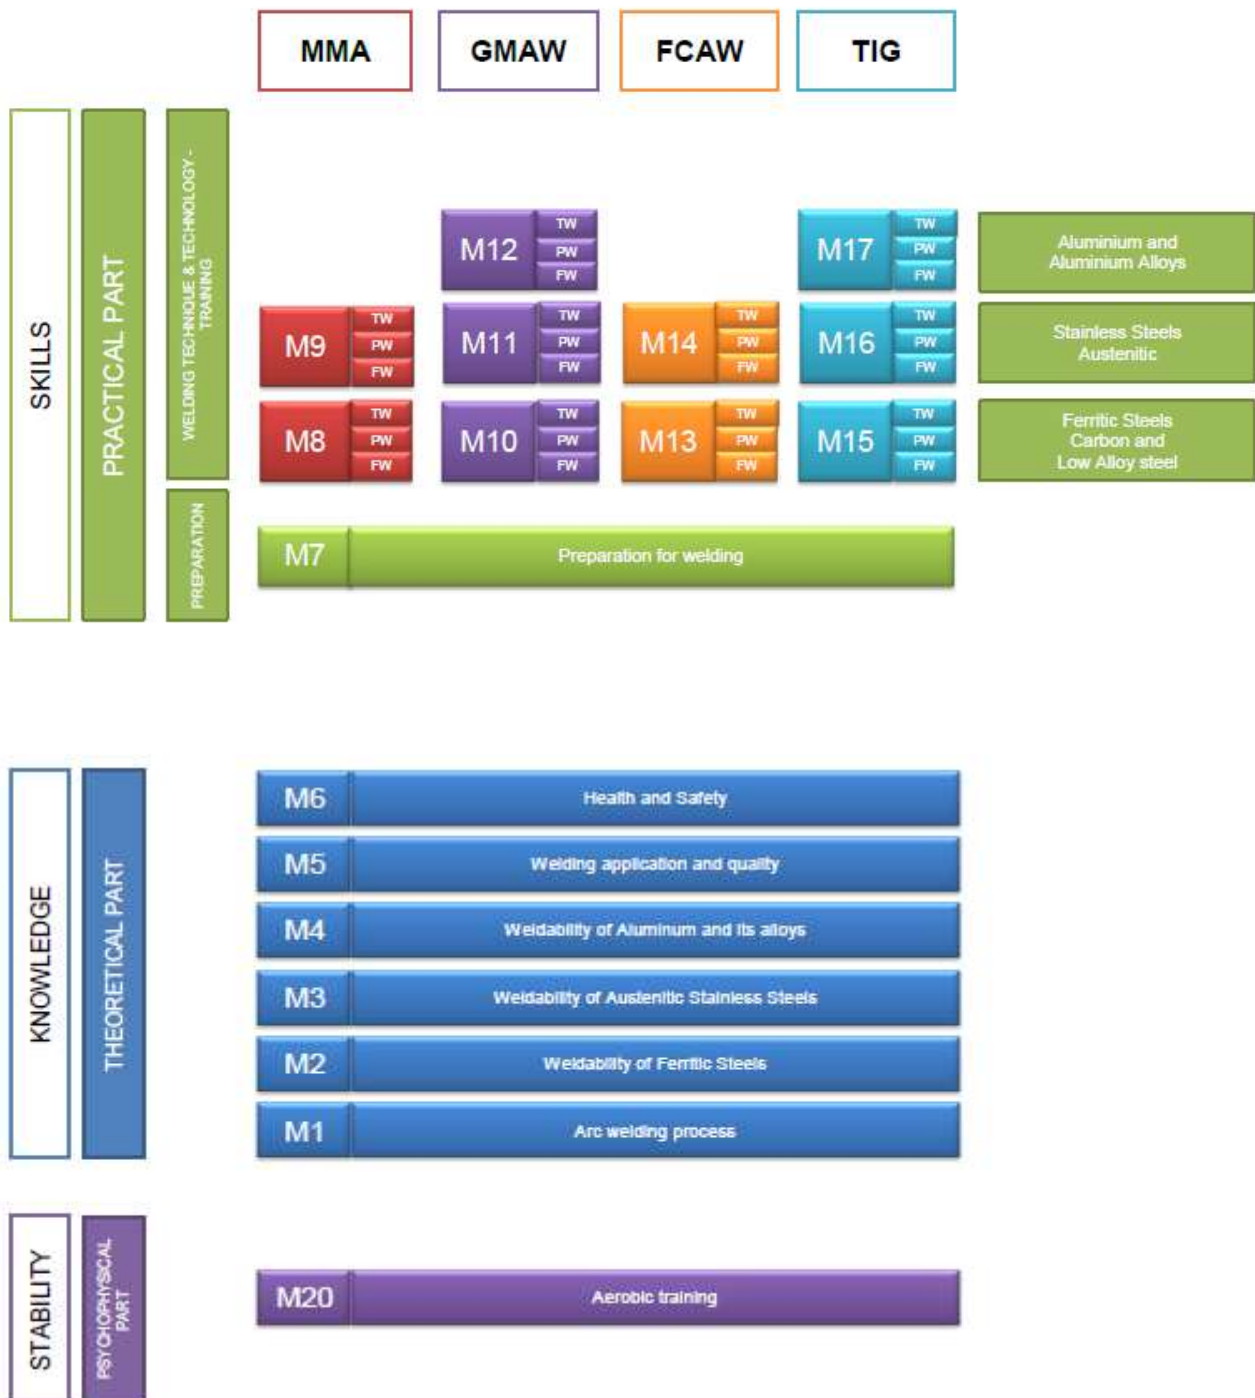 MMA
GMAW
FCAW
TIG
SKILLS
PRACTICAL PART
WELDING TECHNIQUE & TECHNOLOGY -
TRAINING
M12
TW
PW
FW
M17
TW
PW
FW
Aluminium and
Aluminium Alloys
M9
TW
PW
FW
M11
TW
PW
FW
M14
TW
PW
FW
M16
TW
PW
FW
Stainless Steels
Austenitic
M8
TW
PW
FW
M10
TW
PW
FW
M13
TW
PW
FW
M15
TW
PW
FW
Ferritic Steels
Carbon and
Low Alloy steel
PREPARATION
M7
Preparation for welding
KNOWLEDGE
THEORETICAL PART
M6
Health and Safety
M5
Welding application and quality
M4
Weldability of Aluminum and its alloys
M3
Weldability of Austenitic Stainless Steels
M2
Weldability of Ferritic Steels
M1
Arc welding process
STABILITY
PSYCHOPHYSICAL
PART
M20
Aerobic training